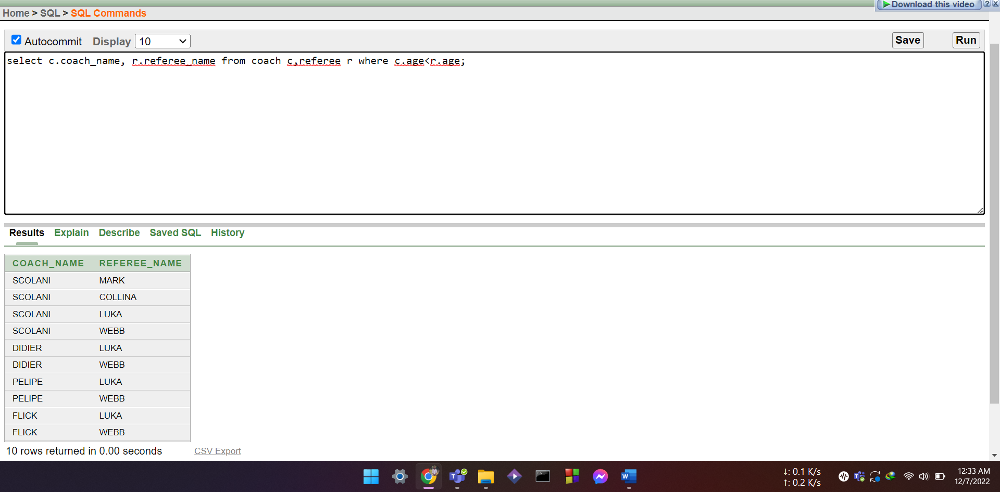 Download this video ? X
Home > SQL > SQL Commands
Autocommit Display 10 Save Run
select c.coach_name, r.referee_name from coach c,referee r where c.age<r.age;
Results Explain Describe Saved SQL History
COACH_NAME REFEREE_NAME
SCOLANI MARK
SCOLANI COLLINA
SCOLANI LUKA
SCOLANI WEBB
DIDIER LUKA
DIDIER WEBB
PELIPE LUKA
PELIPE WEBB
FLICK LUKA
FLICK WEBB
10 rows returned in 0.00 seconds CSV Export
↓: 0.1 K/s 12:33 AM
↑: 0.2 K/s 12/7/2022